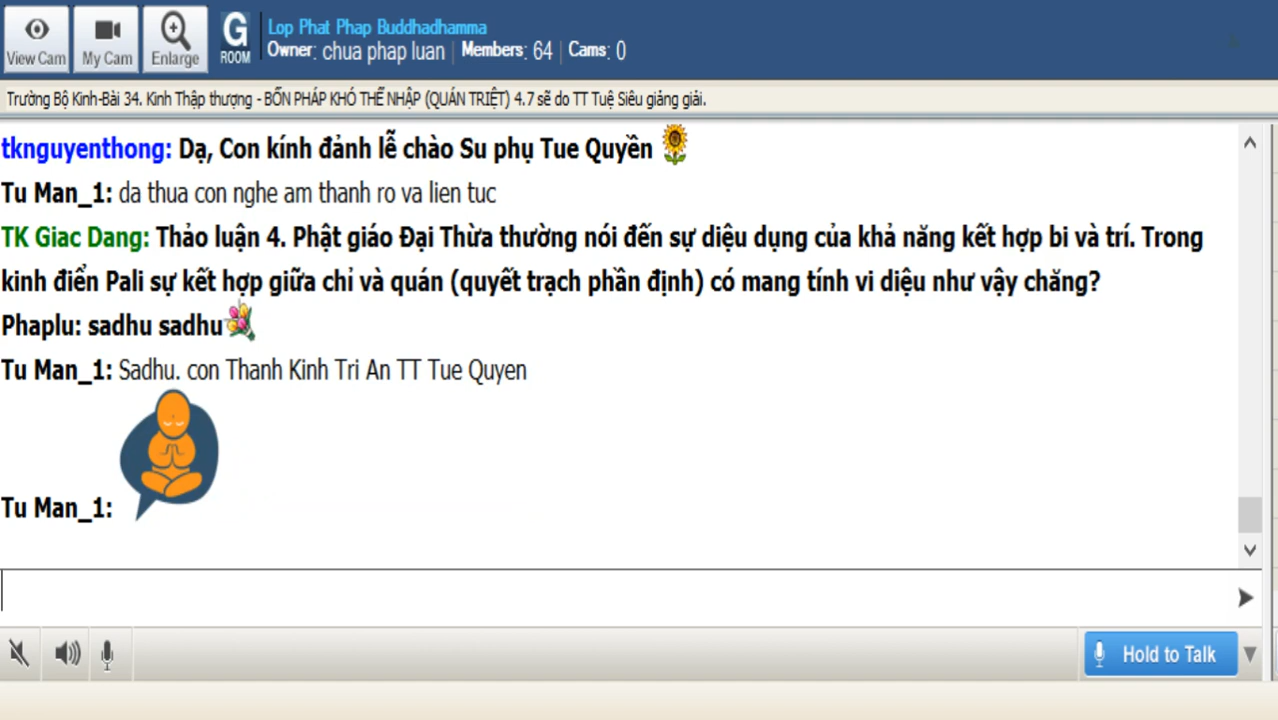 View Cam
My Cam
Enlarge
G
ROOM
Lop Phat Phap Buddhadhamma
Owner: chua phap luan | Members: 64 | Cams: 0
Trường Bộ Kinh-Bài 34. Kinh Thập thượng - BỐN PHÁP KHÓ THỂ NHẬP (QUÁN TRIỆT) 4.7 sẽ do TT Tuệ Siêu giảng giải.
tknguyenthong: Dạ, Con kính đảnh lễ chào Su phụ Tue Quyền
Tu Man_1: da thua con nghe am thanh ro va lien tuc
TK Giac Dang: Thảo luận 4. Phật giáo Đại Thừa thường nói đến sự diệu dụng của khả năng kết hợp bi và trí. Trong
kinh điển Pali sự kết hợp giữa chỉ và quán (quyết trạch phần định) có mang tính vi diệu như vậy chăng?
Phaplu: sadhu sadhu
Tu Man_1: Sadhu. con Thanh Kinh Tri An TT Tue Quyen
Tu Man_1:
Hold to Talk